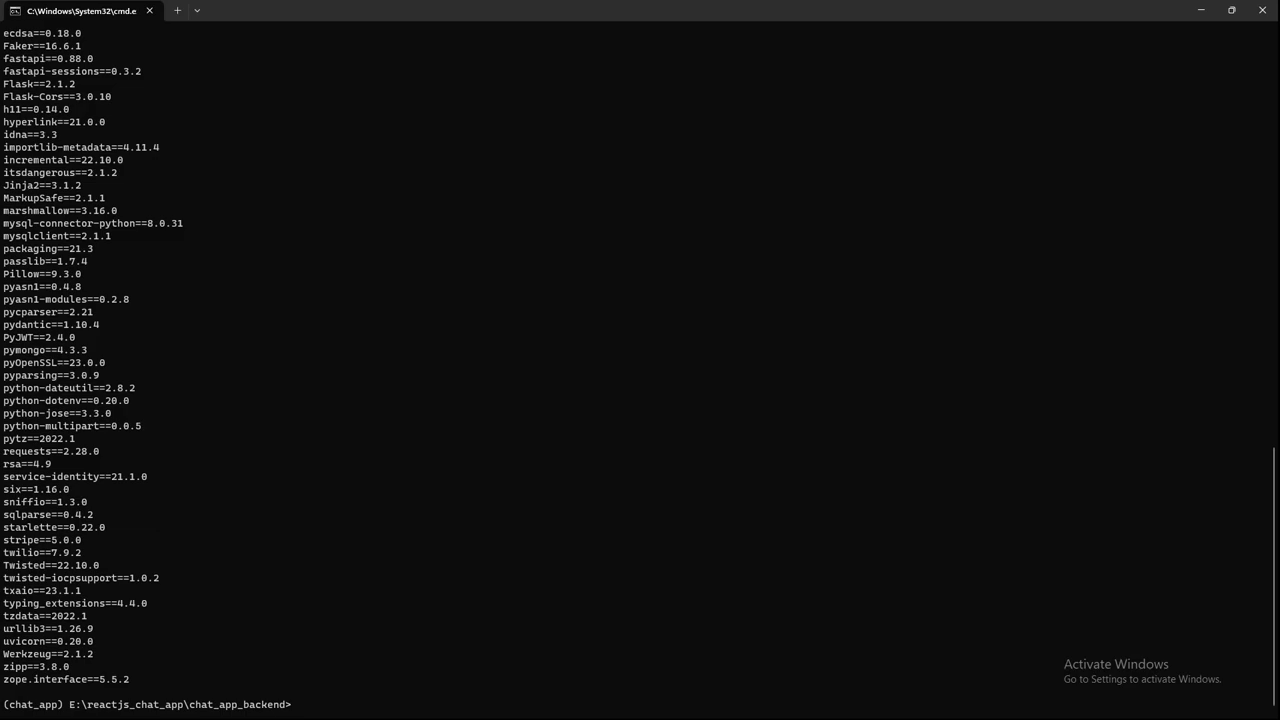 C:\Windows\System32\cmd.e
ecdsa==0.18.0
Faker==16.6.1
fastapi==0.88.0
fastapi-sessions==0.3.2
Flask==2.1.2
Flask-Cors==3.0.10
h11==0.14.0
hyperlink==21.0.0
idna==3.3
importlib-metadata==4.11.4
incremental==22.10.0
itsdangerous==2.1.2
Jinja2==3.1.2
MarkupSafe==2.1.1
marshmallow==3.16.0
mysql-connector-python==8.0.31
mysqlclient==2.1.1
packaging==21.3
passlib==1.7.4
Pillow==9.3.0
pyasn1==0.4.8
pyasn1-modules==0.2.8
pycparser==2.21
pydantic==1.10.4
PyJWT==2.4.0
pymongo==4.3.3
pyOpenSSL==23.0.0
pyparsing==3.0.9
python-dateutil==2.8.2
python-dotenv==0.20.0
python-jose==3.3.0
python-multipart==0.0.5
pytz==2022.1
requests==2.28.0
rsa==4.9
service-identity==21.1.0
six==1.16.0
sniffio==1.3.0
sqlparse==0.4.2
starlette==0.22.0
stripe==5.0.0
twilio==7.9.2
Twisted==22.10.0
twisted-iocpsupport==1.0.2
txaio==23.1.1
typing_extensions==4.4.0
tzdata==2022.1
urllib3==1.26.9
uvicorn==0.20.0
Werkzeug==2.1.2
zipp==3.8.0
zope.interface==5.5.2
(chat_app) E:\reactjs_chat_app\chat_app_backend>
Activate Windows
Go to Settings to activate Windows.